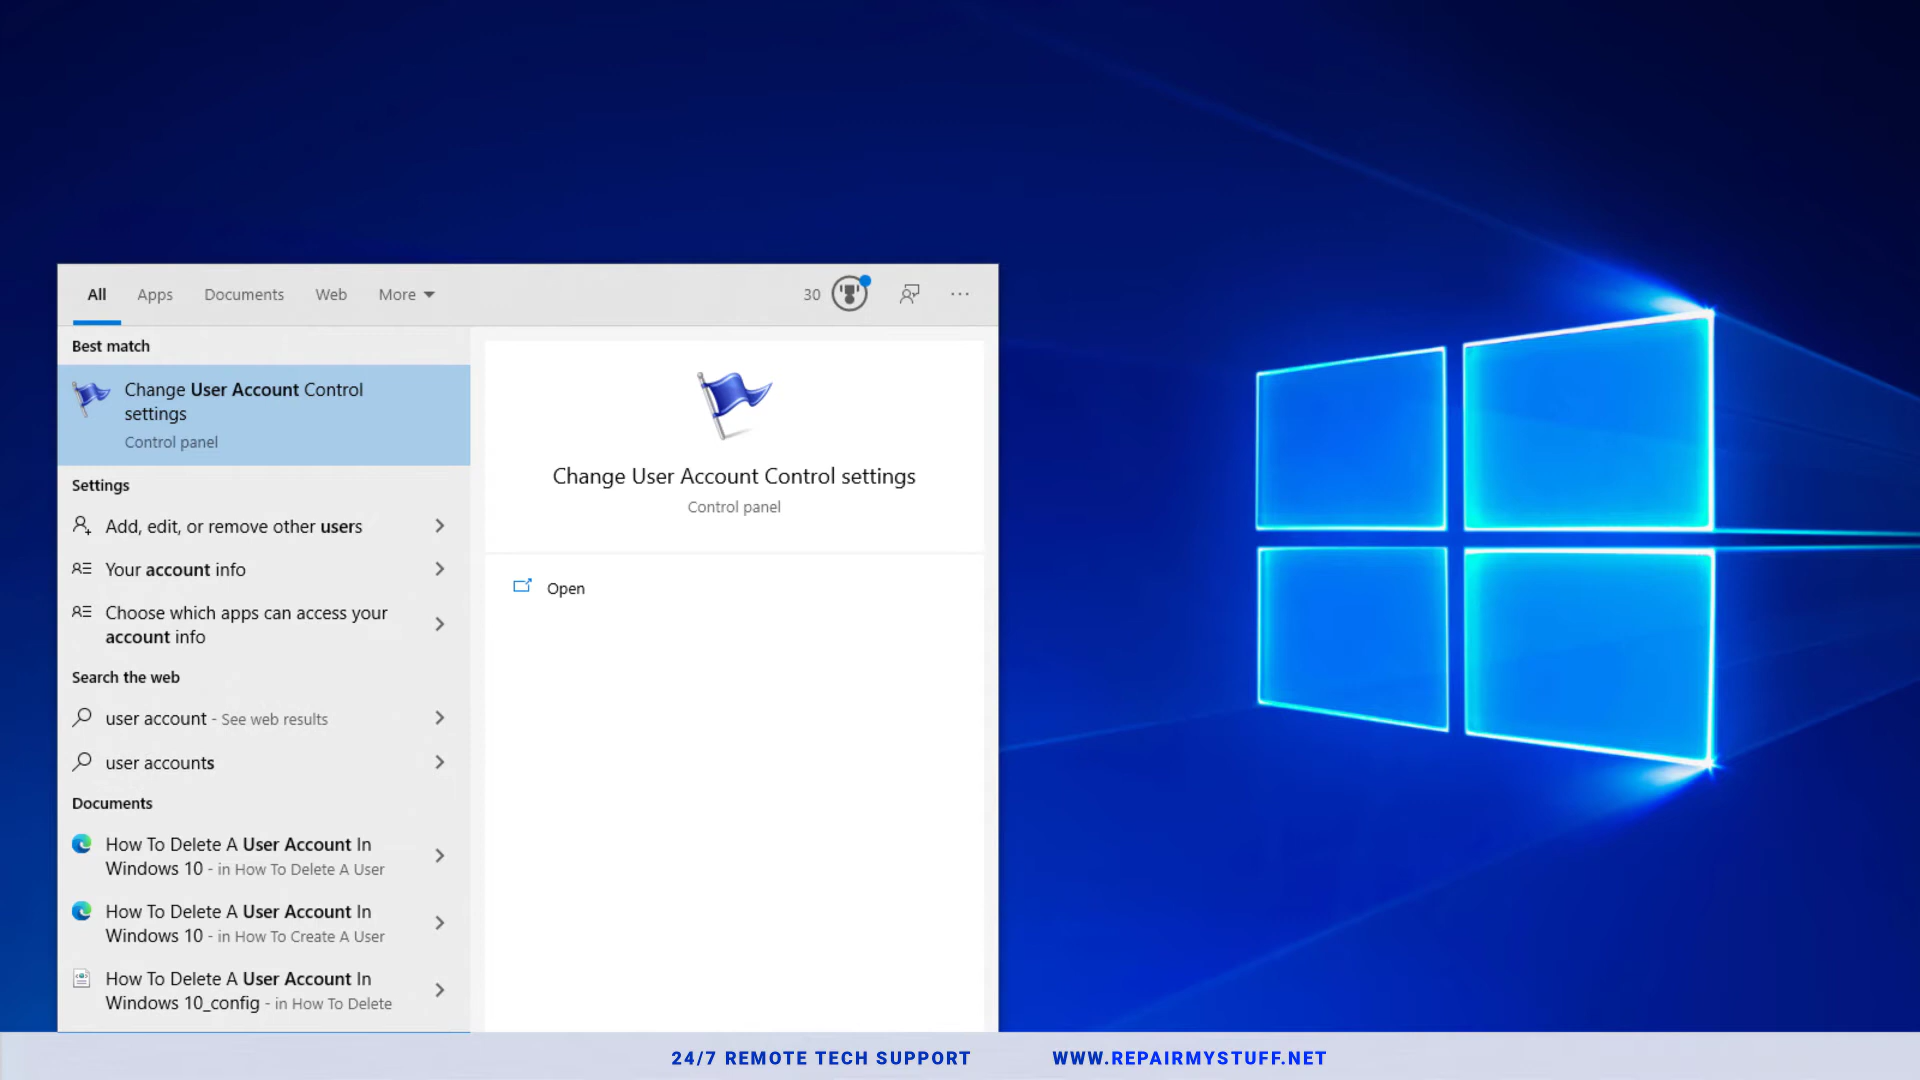 All Apps Documents Web More 30
Best match
Change User Account Control
settings
Control panel
Settings
Add, edit, or remove other users
Your account info
Choose which apps can access your
account info
Search the web
user account - See web results
user accounts
Documents
How To Delete A User Account In
Windows 10 - in How To Delete A User
How To Delete A User Account In
Windows 10 - in How To Create A User
How To Delete A User Account In
Windows 10_config - in How To Delete
Change User Account Control settings
Control panel
Open
24/7 REMOTE TECH SUPPORT WWW.REPAIRMYSTUFF.NET